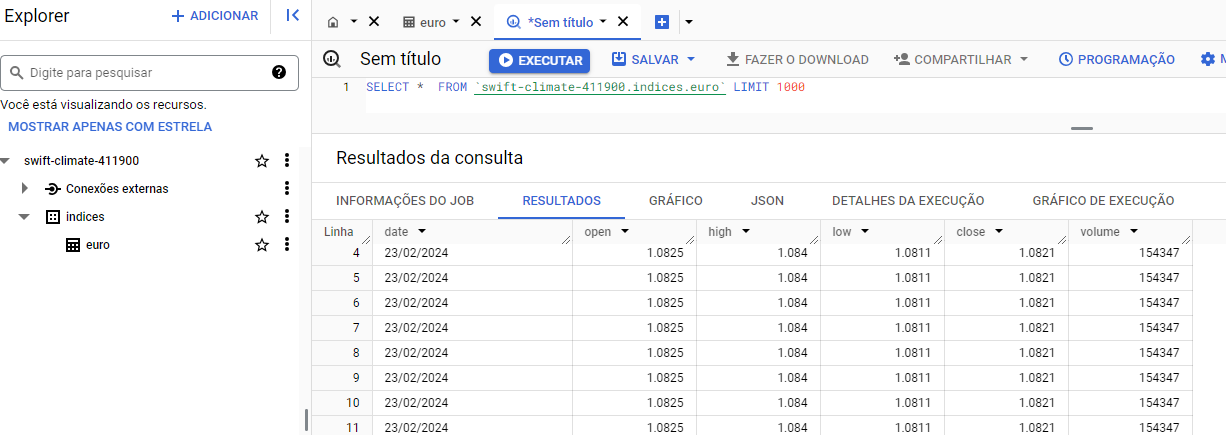 Explorer
ADICIONAR
Digite para pesquisar
Você está visualizando os recursos.
MOSTRAR APENAS COM ESTRELA
swift-climate-411900
Conexões externas
indices
euro
euro
*Sem título
Sem título
EXECUTAR
SALVAR
FAZER O DOWNLOAD
COMPARTILHAR
PROGRAMAÇÃO
M
1 SELECT * FROM `swift-climate-411900.indices.euro` LIMIT 1000
Resultados da consulta
INFORMAÇÕES DO JOB RESULTADOS GRÁFICO JSON DETALHES DA EXECUÇÃO GRÁFICO DE EXECUÇÃO
Linha date open high low close volume
4 23/02/2024 1.0825 1.084 1.0811 1.0821 154347
5 23/02/2024 1.0825 1.084 1.0811 1.0821 154347
6 23/02/2024 1.0825 1.084 1.0811 1.0821 154347
7 23/02/2024 1.0825 1.084 1.0811 1.0821 154347
8 23/02/2024 1.0825 1.084 1.0811 1.0821 154347
9 23/02/2024 1.0825 1.084 1.0811 1.0821 154347
10 23/02/2024 1.0825 1.084 1.0811 1.0821 154347
11 23/02/2024 1.0825 1.084 1.0811 1.0821 154347